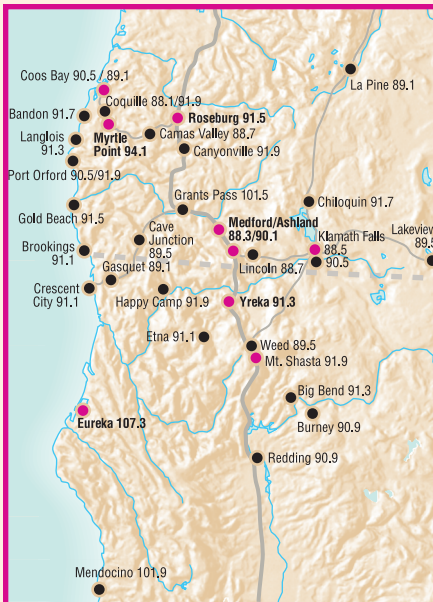 Coos Bay 90.5 / 89.1
La Pine 89.1
Coquille 88.1/91.9
Bandon 91.7
Roseburg 91.5
Myrtle
Point 94.1
Camas Valley 88.7
Langlois
91.3
Canyonville 91.9
Port Orford 90.5/91.9
Grants Pass 101.5
Chiloquin 91.7
Gold Beach 91.5
Medford/Ashland
88.3/90.1
Cave
Junction
89.5
Klamath Falls
88.5
90.5
Lakeview
89.5
Brookings
91.1
Gasquet 89.1
Lincoln 88.7
Crescent
City 91.1
Happy Camp 91.9
Yreka 91.3
Etna 91.1
Weed 89.5
Mt. Shasta 91.9
Big Bend 91.3
Eureka 107.3
Burney 90.9
Redding 90.9
Mendocino 101.9